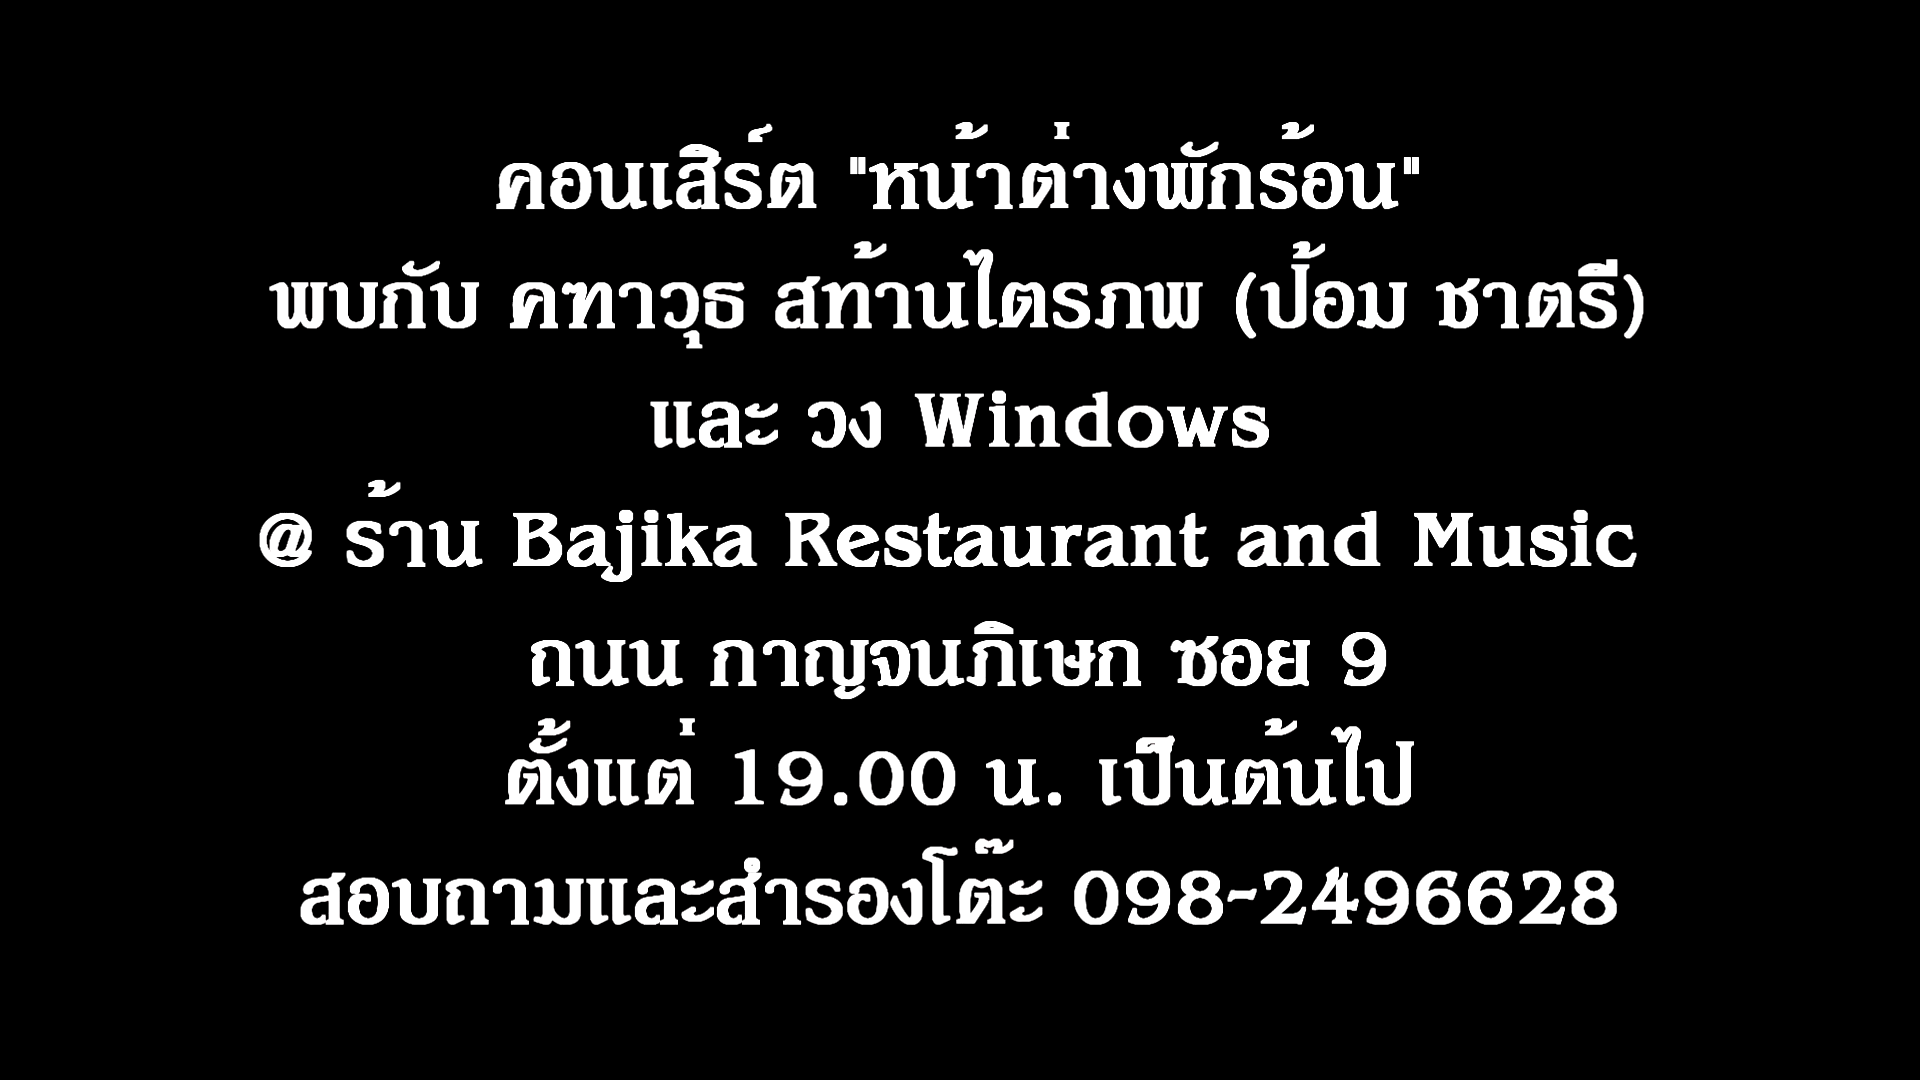 คอนเสิร์ต "หน้าต่างพักร้อน"
พบกับ คฑาวุธ สท้านไตรภพ (ป้อม ชาตรี)
และ วง Windows
@ ร้าน Bajika Restaurant and Music
ถนน กาญจนภิเษก ซอย 9
ตั้งแต่ 19.00 น. เป็นต้นไป
สอบถามและสำรองโต๊ะ 098-2496628